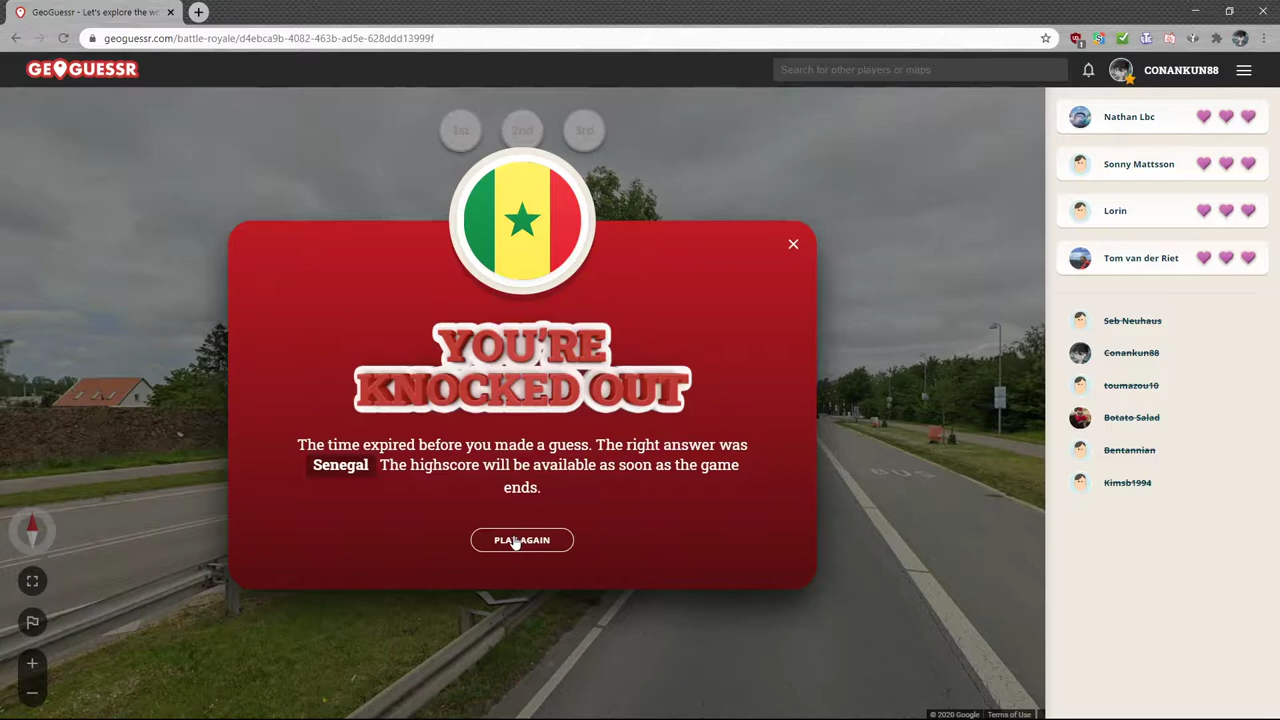 GeoGuessr - Let's explore the wo
geoguessr.com/battle-royale/d4ebca9b-4082-463b-ad5e-628ddd13999f
GEOGUESSR
Search for other players or maps
CONANKUN88
1st 2nd 3rd
Nathan Lbc
Sonny Mattsson
Lorin
Tom van der Riet
Seb Neuhaus
Conankun88
toumazou10
Botato Salad
Bentannian
Kimsb1994
YOU'RE
KNOCKED OUT
The time expired before you made a guess. The right answer was
Senegal The highscore will be available as soon as the game
ends.
PLAY AGAIN
BUS
© 2020 Google Terms of Use